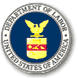 DEPARTMENT OF LABOR
UNITED STATES OF AMERICA